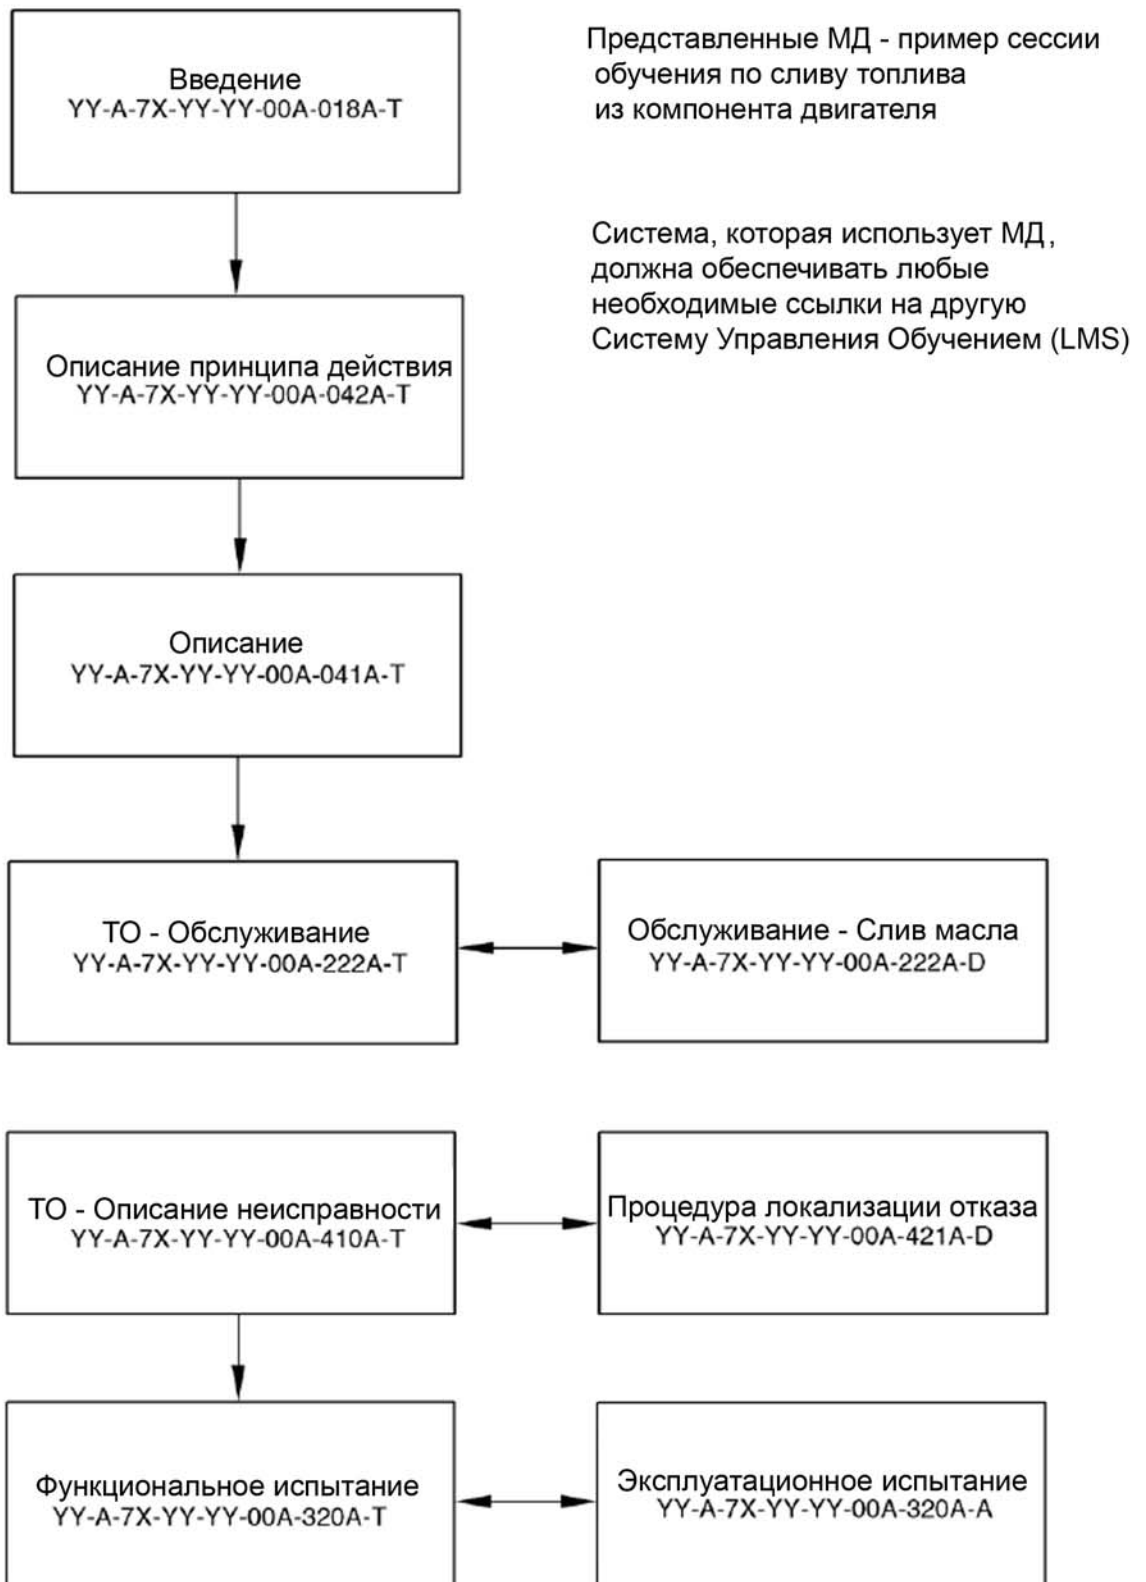 Введение
YY-A-7X-YY-YY-00A-018A-T
Представленные МД - пример сессии
обучения по сливу топлива
из компонента двигателя
Система, которая использует МД,
должна обеспечивать любые
необходимые ссылки на другую
Систему Управления Обучением (LMS)
Описание принципа действия
YY-A-7X-YY-YY-00A-042A-T
Описание
YY-A-7X-YY-YY-00A-041A-T
ТО - Обслуживание
YY-A-7X-YY-YY-00A-222A-T
Обслуживание - Слив масла
YY-A-7X-YY-YY-00A-222A-D
ТО - Описание неисправности
YY-A-7X-YY-YY-00A-410A-T
Процедура локализации отказа
YY-A-7X-YY-YY-00A-421A-D
Функциональное испытание
YY-A-7X-YY-YY-00A-320A-T
Эксплуатационное испытание
YY-A-7X-YY-YY-00A-320A-A